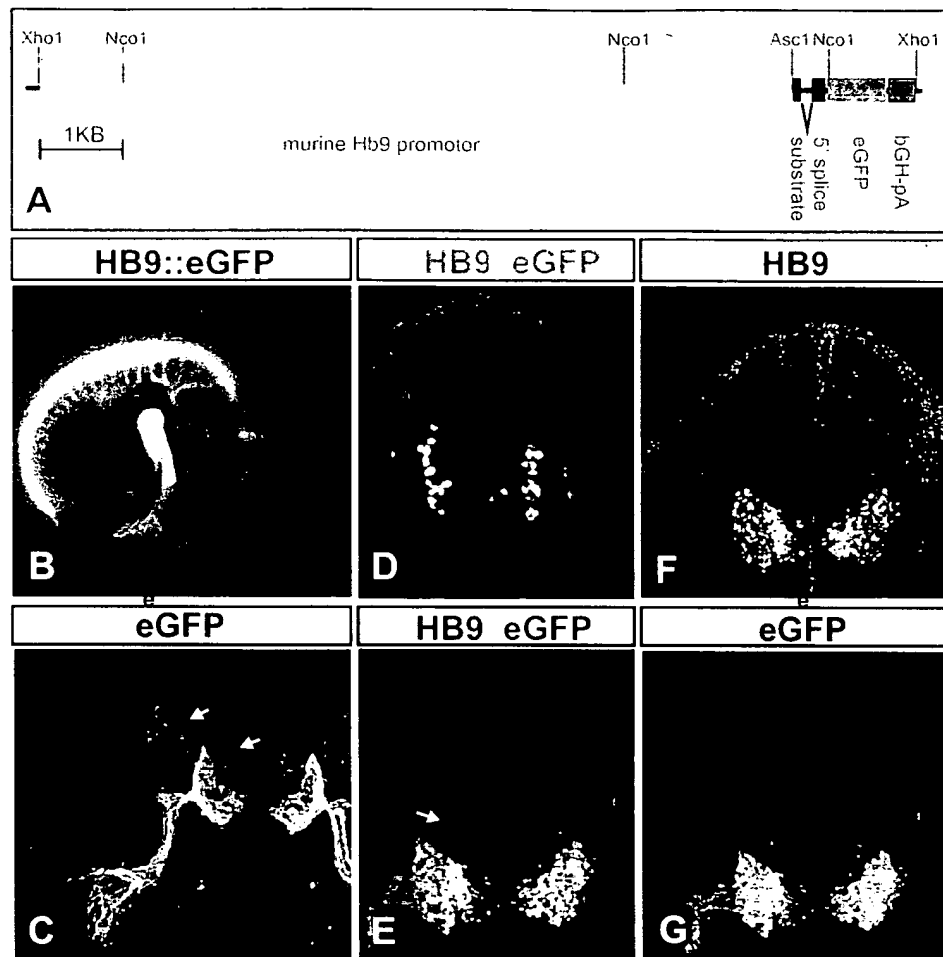 Xho1 Nco1 Nco1 Asc1 Nco1 Xho1
1KB
murine Hb9 promotor
substrate
5' splice
eGFP
bGH-pA
A
HB9::eGFP
HB9 eGFP
HB9
B
D
F
e
e
eGFP
HB9 eGFP
eGFP
C
E
G